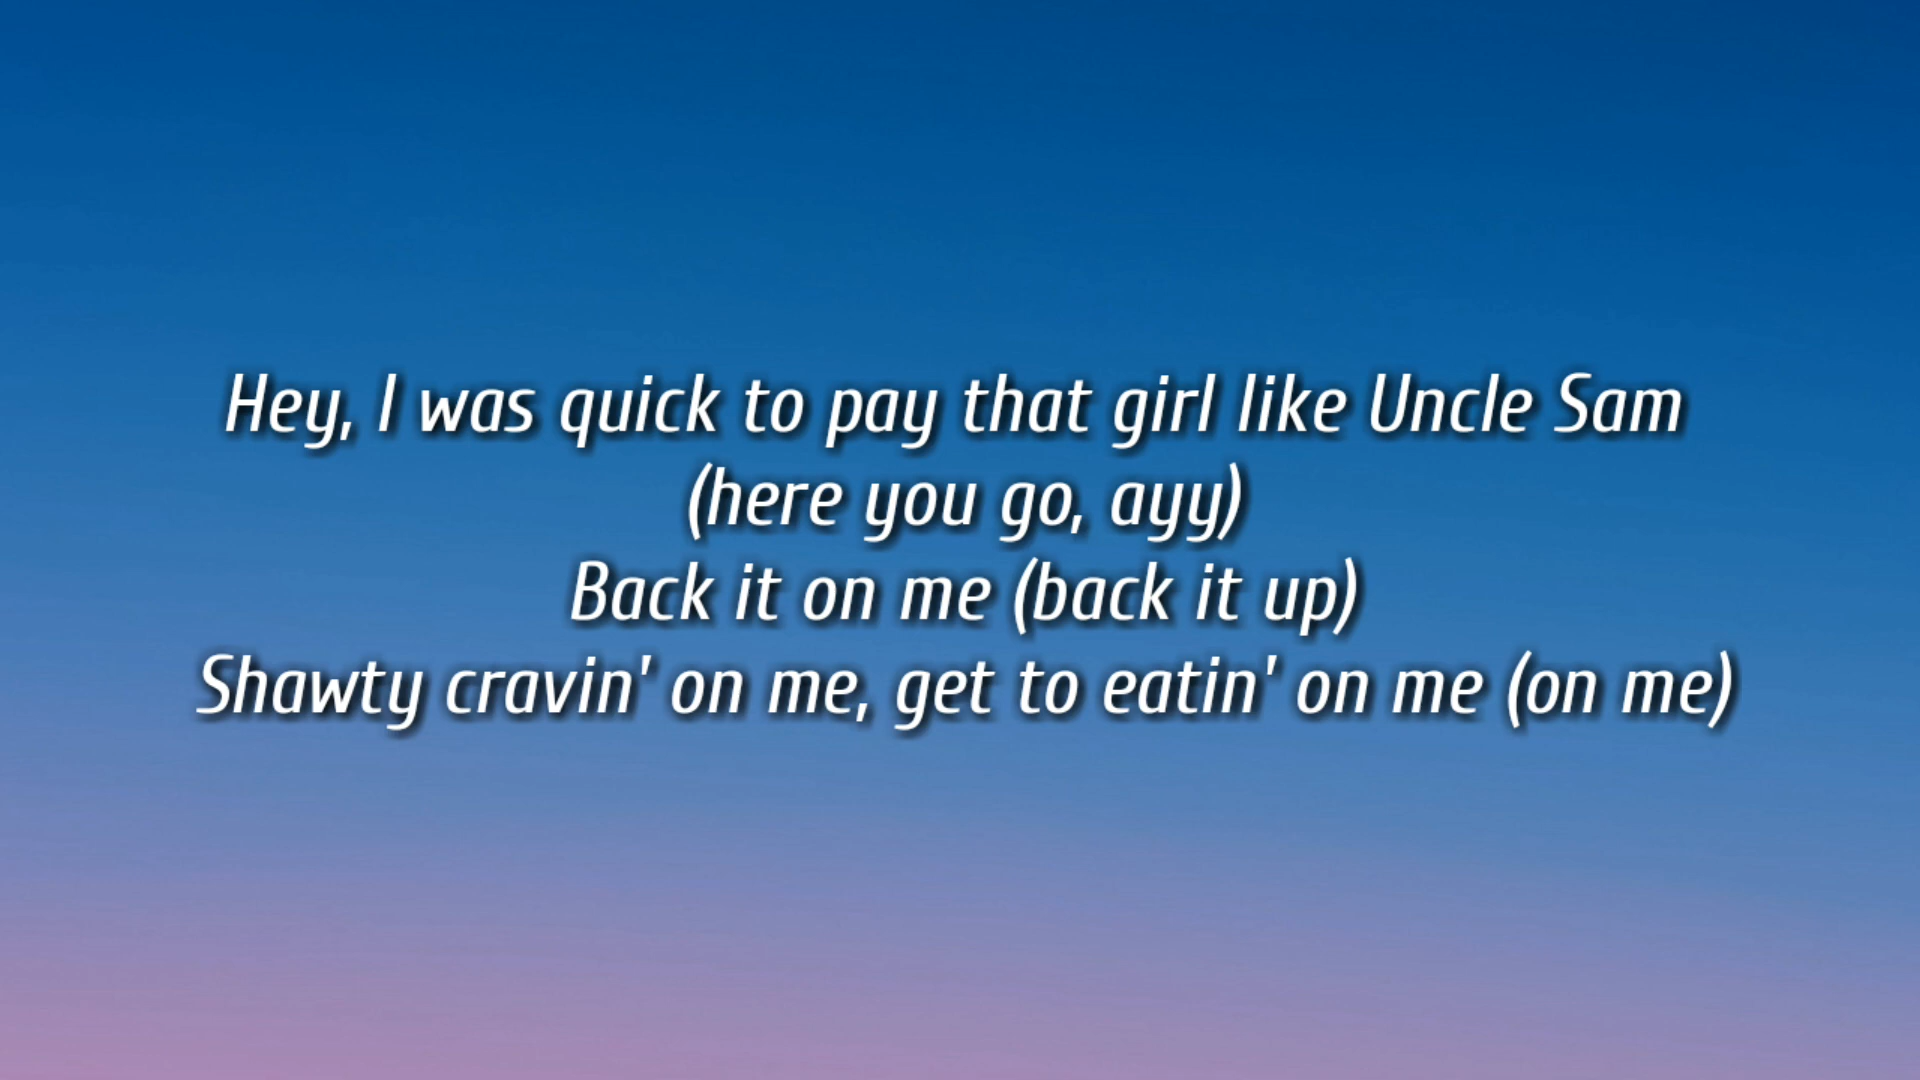 Hey, I was quick to pay that girl like Uncle Sam
(here you go, ayy)
Back it on me (back it up)
Shawty cravin' on me, get to eatin' on me (on me)